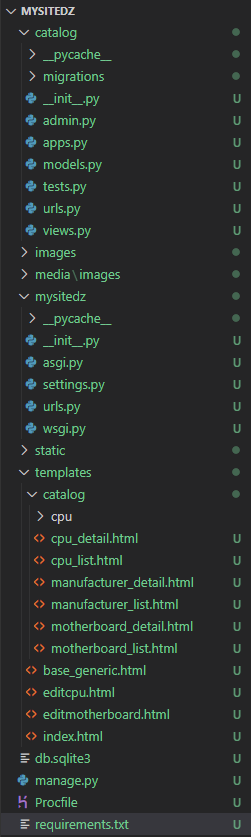 MYSITEDZ
catalog
__pycache__
migrations
__init__.py U
admin.py U
apps.py U
models.py U
tests.py U
urls.py U
views.py U
images
media\images
mysitedz
__pycache__
__init__.py U
asgi.py U
settings.py U
urls.py U
wsgi.py U
static
templates
catalog
cpu
cpu_detail.html U
cpu_list.html U
manufacturer_detail.html U
manufacturer_list.html U
motherboard_detail.html U
motherboard_list.html U
base_generic.html U
editcpu.html U
editmotherboard.html U
index.html U
db.sqlite3 U
manage.py U
Procfile U
requirements.txt U